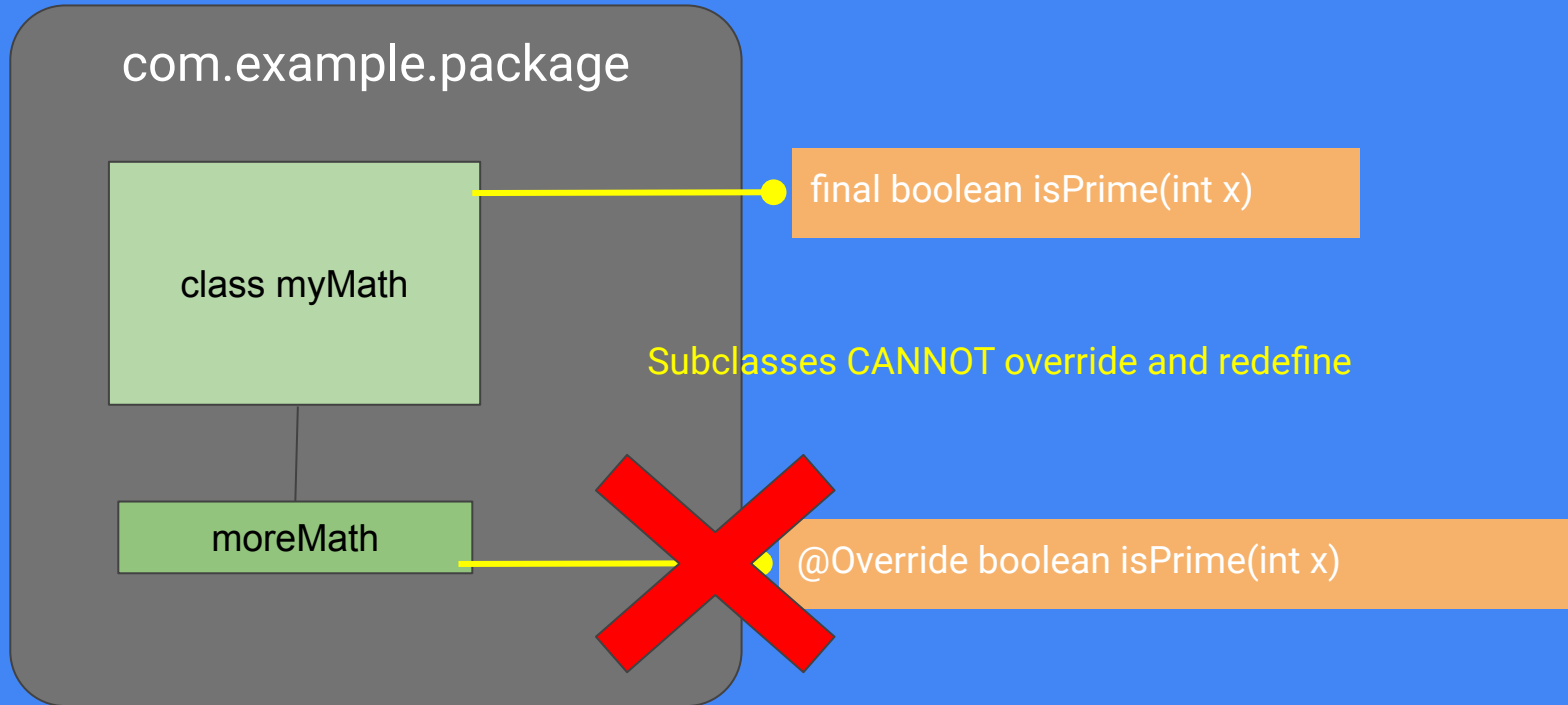 com.example.package
final boolean isPrime(int x)
class myMath
Subclasses CANNOT override and redefine
moreMath
@Override boolean isPrime(int x)